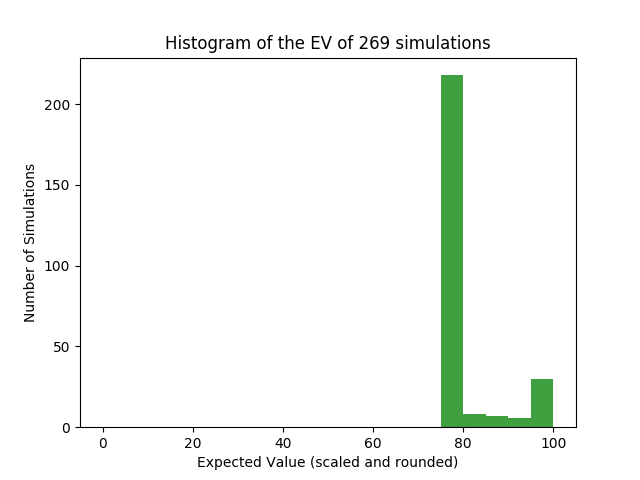 Histogram of the EV of 269 simulations
Number of Simulations
200
150
100
50
0
0 20 40 60 80 100
Expected Value (scaled and rounded)